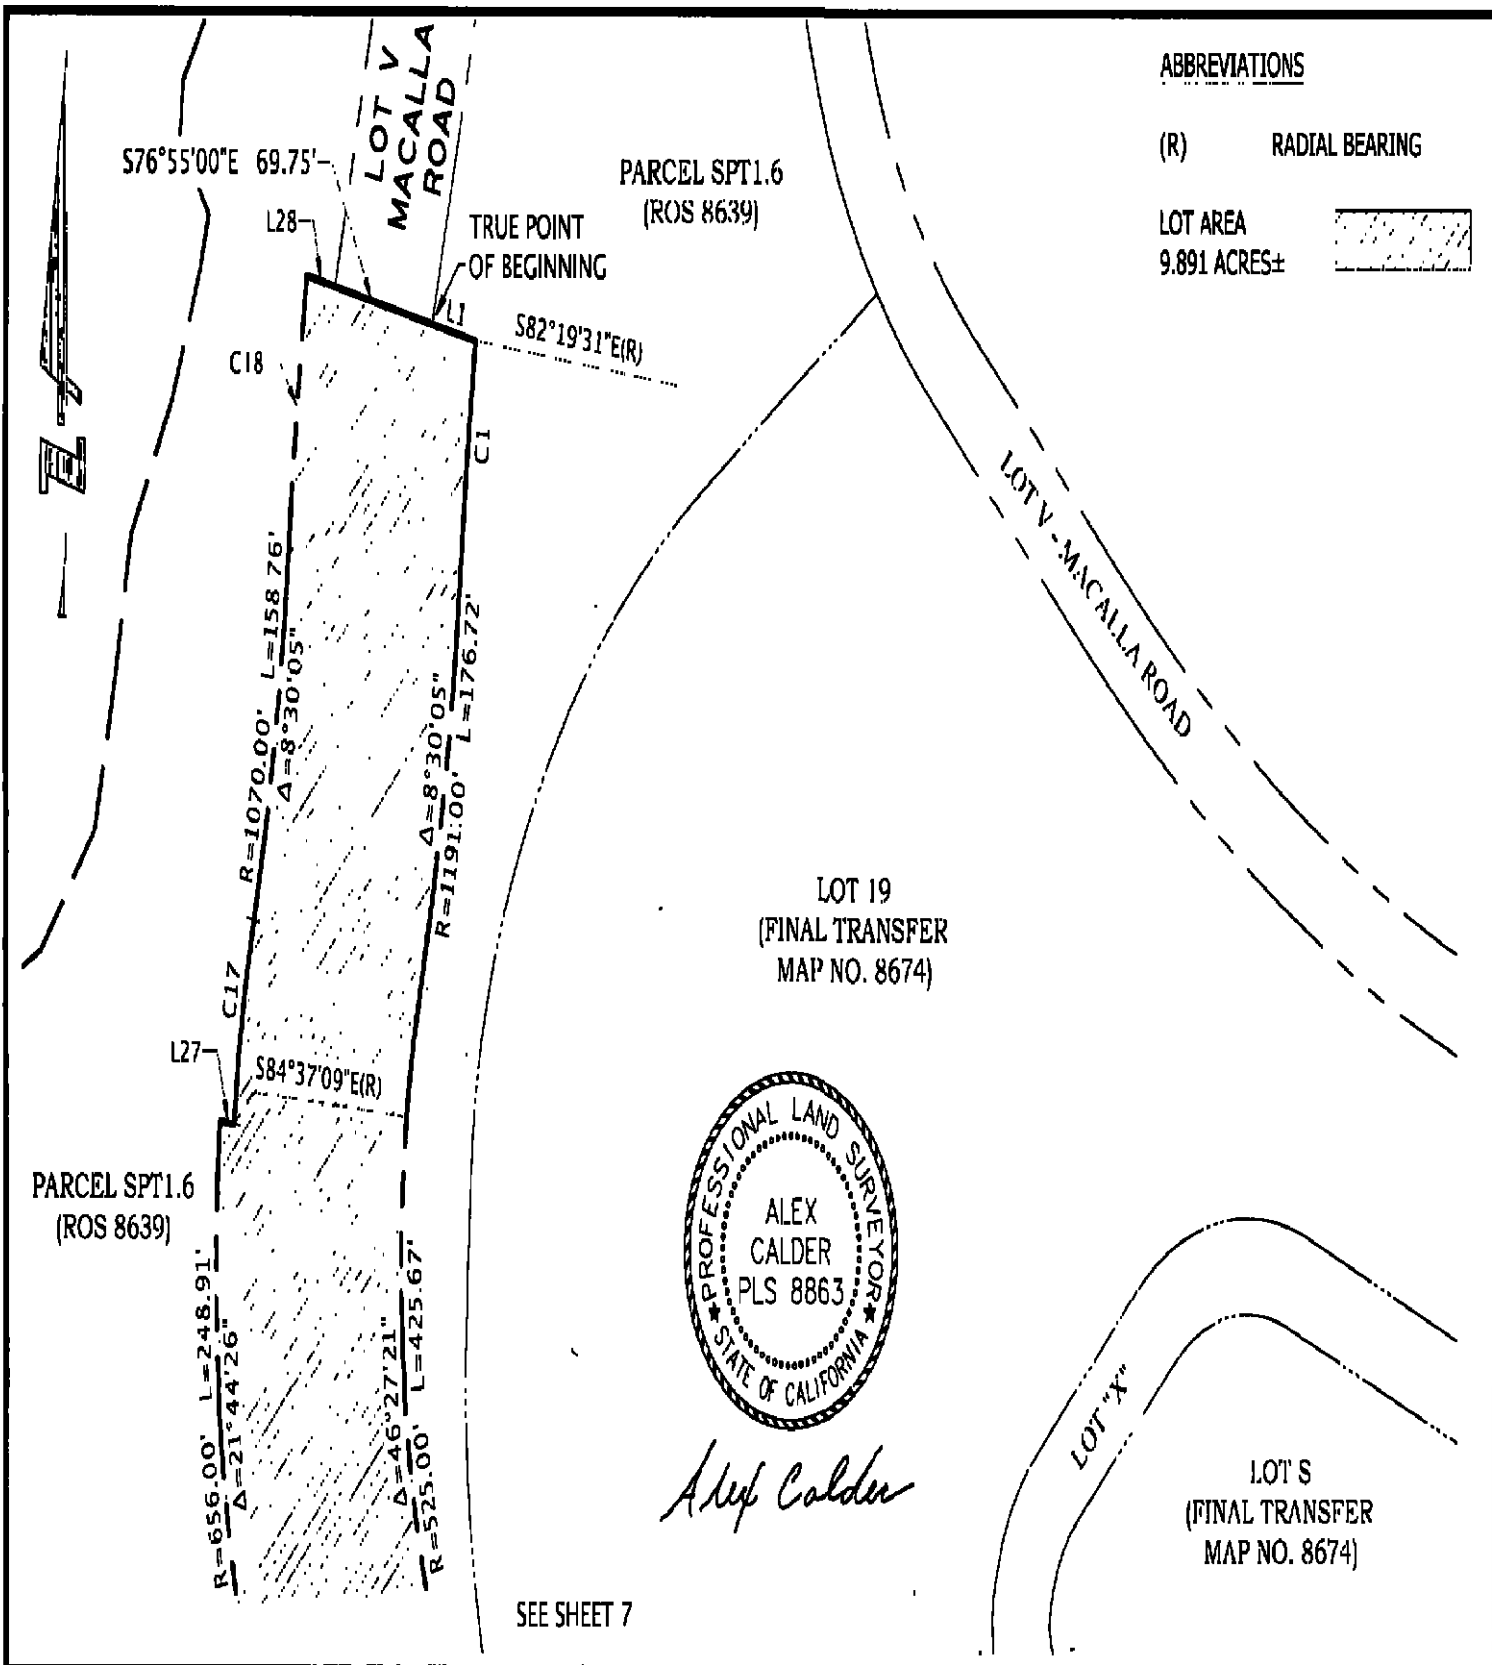 LOT V
MACALLA
ROAD
ABBREVIATIONS
(R) RADIAL BEARING
LOT AREA
9.891 ACRES±
S76°55'00"E 69.75'
L28
PARCEL SPT1.6
(ROS 8639)
TRUE POINT
OF BEGINNING
L1
S82°19'31"E(R)
C18
C1
LOT V - MACALLA ROAD
R=1070.00' L=158.76'
Δ=8°30'05"
Δ=8°30'05"
R=1191.00' L=176.72'
LOT 19
(FINAL TRANSFER
MAP NO. 8674)
C17
L27
S84°37'09"E(R)
PARCEL SPT1.6
(ROS 8639)
PROFESSIONAL LAND SURVEYOR
ALEX
CALDER
PLS 8863
STATE OF CALIFORNIA
Alex Calder
R=656.00' L=248.91'
Δ=21°44'26"
Δ=46°27'21"
R=525.00' L=425.67'
LOT "X"
LOT S
(FINAL TRANSFER
MAP NO. 8674)
SEE SHEET 7